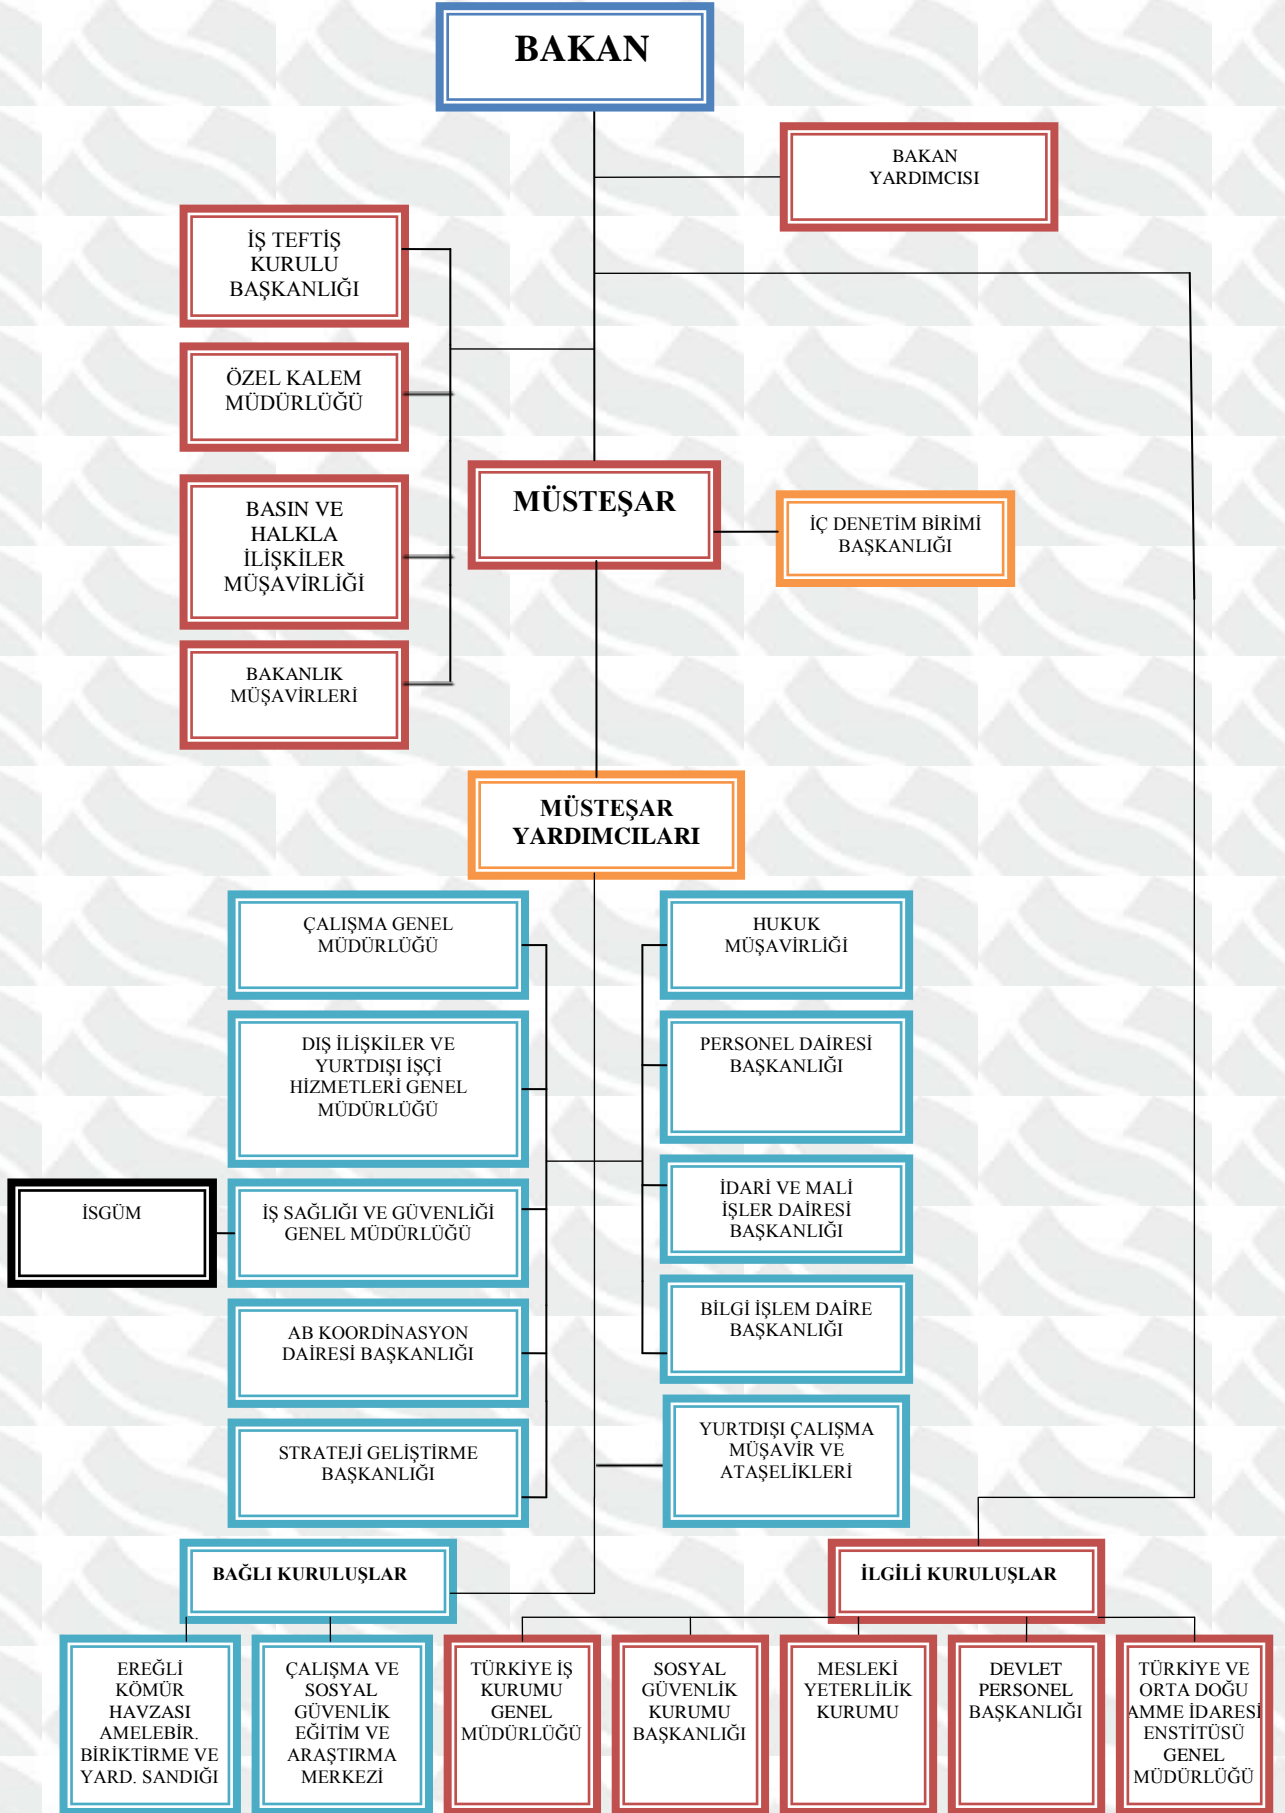 BAKAN
BAKAN
YARDIMCISI
İŞ TEFTİŞ
KURULU
BAŞKANLIĞI
ÖZEL KALEM
MÜDÜRLÜĞÜ
BASIN VE
HALKLA
İLİŞKİLER
MÜŞAVİRLİĞİ
BAKANLIK
MÜŞAVİRLERİ
MÜSTEŞAR
İÇ DENETİM BİRİMİ
BAŞKANLIĞI
MÜSTEŞAR
YARDIMCILARI
ÇALIŞMA GENEL
MÜDÜRLÜĞÜ
HUKUK
MÜŞAVİRLİĞİ
DIŞ İLİŞKİLER VE
YURTDIŞI İŞÇİ
HİZMETLERİ GENEL
MÜDÜRLÜĞÜ
PERSONEL DAİRESİ
BAŞKANLIĞI
İSGÜM
İŞ SAĞLIĞI VE GÜVENLİĞİ
GENEL MÜDÜRLÜĞÜ
İDARİ VE MALİ
İŞLER DAİRESİ
BAŞKANLIĞI
AB KOORDİNASYON
DAİRESİ BAŞKANLIĞI
BİLGİ İŞLEM DAİRE
BAŞKANLIĞI
STRATEJİ GELİŞTİRME
BAŞKANLIĞI
YURTDIŞI ÇALIŞMA
MÜŞAVİR VE
ATAŞELİKLERİ
BAĞLI KURULUŞLAR
İLGİLİ KURULUŞLAR
EREĞLİ
KÖMÜR
HAVZASI
AMELEBİR.
BİRİKTİRME VE
YARD. SANDIĞI
ÇALIŞMA VE
SOSYAL
GÜVENLİK
EĞİTİM VE
ARAŞTIRMA
MERKEZİ
TÜRKİYE İŞ
KURUMU
GENEL
MÜDÜRLÜĞÜ
SOSYAL
GÜVENLİK
KURUMU
BAŞKANLIĞI
MESLEKİ
YETERLİLİK
KURUMU
DEVLET
PERSONEL
BAŞKANLIĞI
TÜRKİYE VE
ORTA DOĞU
AMME İDARESİ
ENSTİTÜSÜ
GENEL
MÜDÜRLÜĞÜ